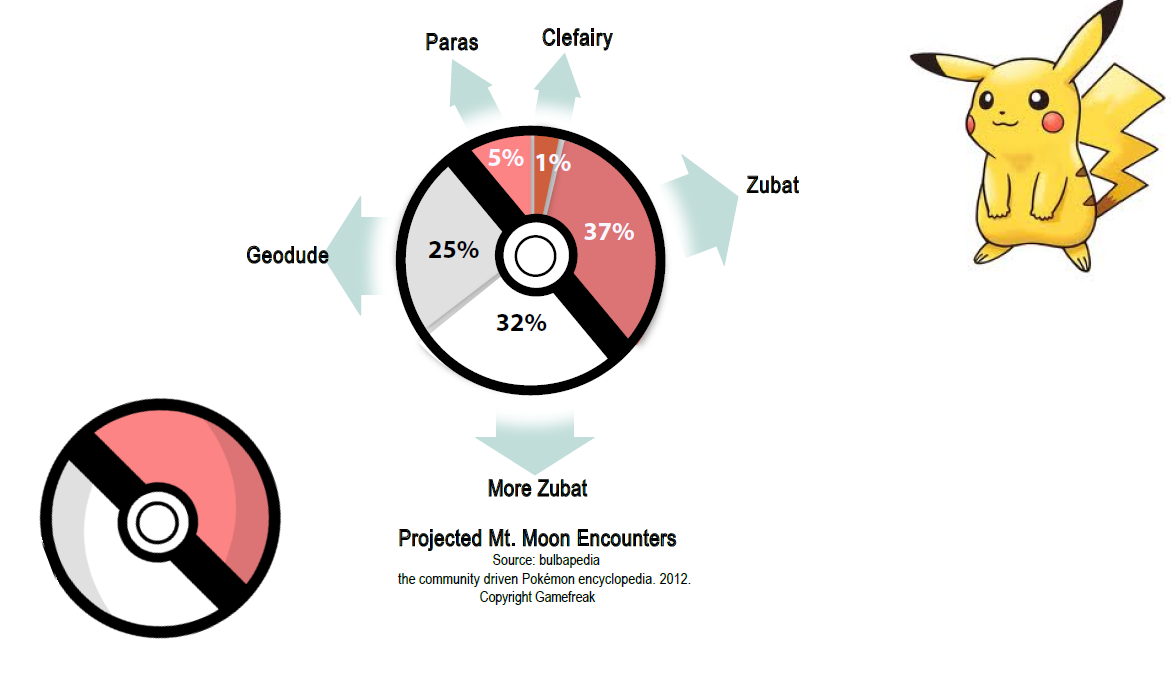 Paras
Clefairy
5%
1%
Zubat
37%
Geodude
25%
32%
More Zubat
Projected Mt. Moon Encounters
Source: bulbapedia
the community driven Pokémon encyclopedia. 2012.
Copyright Gamefreak